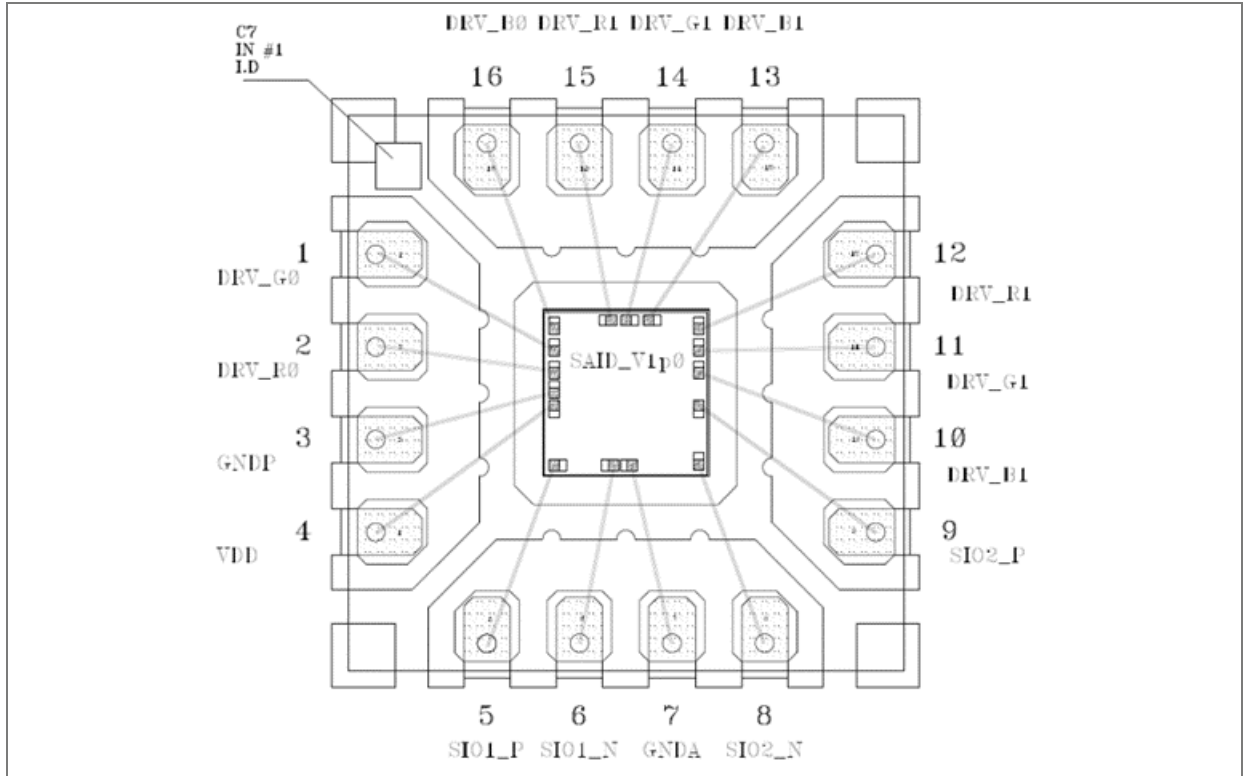 DRV_B0 DRV_R1 DRV_G1 DRV_B1
C7
IN #1
I.D
16 15 14 13
1
DRV_G0
12
DRV_R1
2
DRV_R0
11
DRV_G1
SAID_V1p0
3
GNDP
10
DRV_B1
4
VDD
9
SIO2_P
5 6 7 8
SIO1_P SIO1_N GNDA SIO2_N